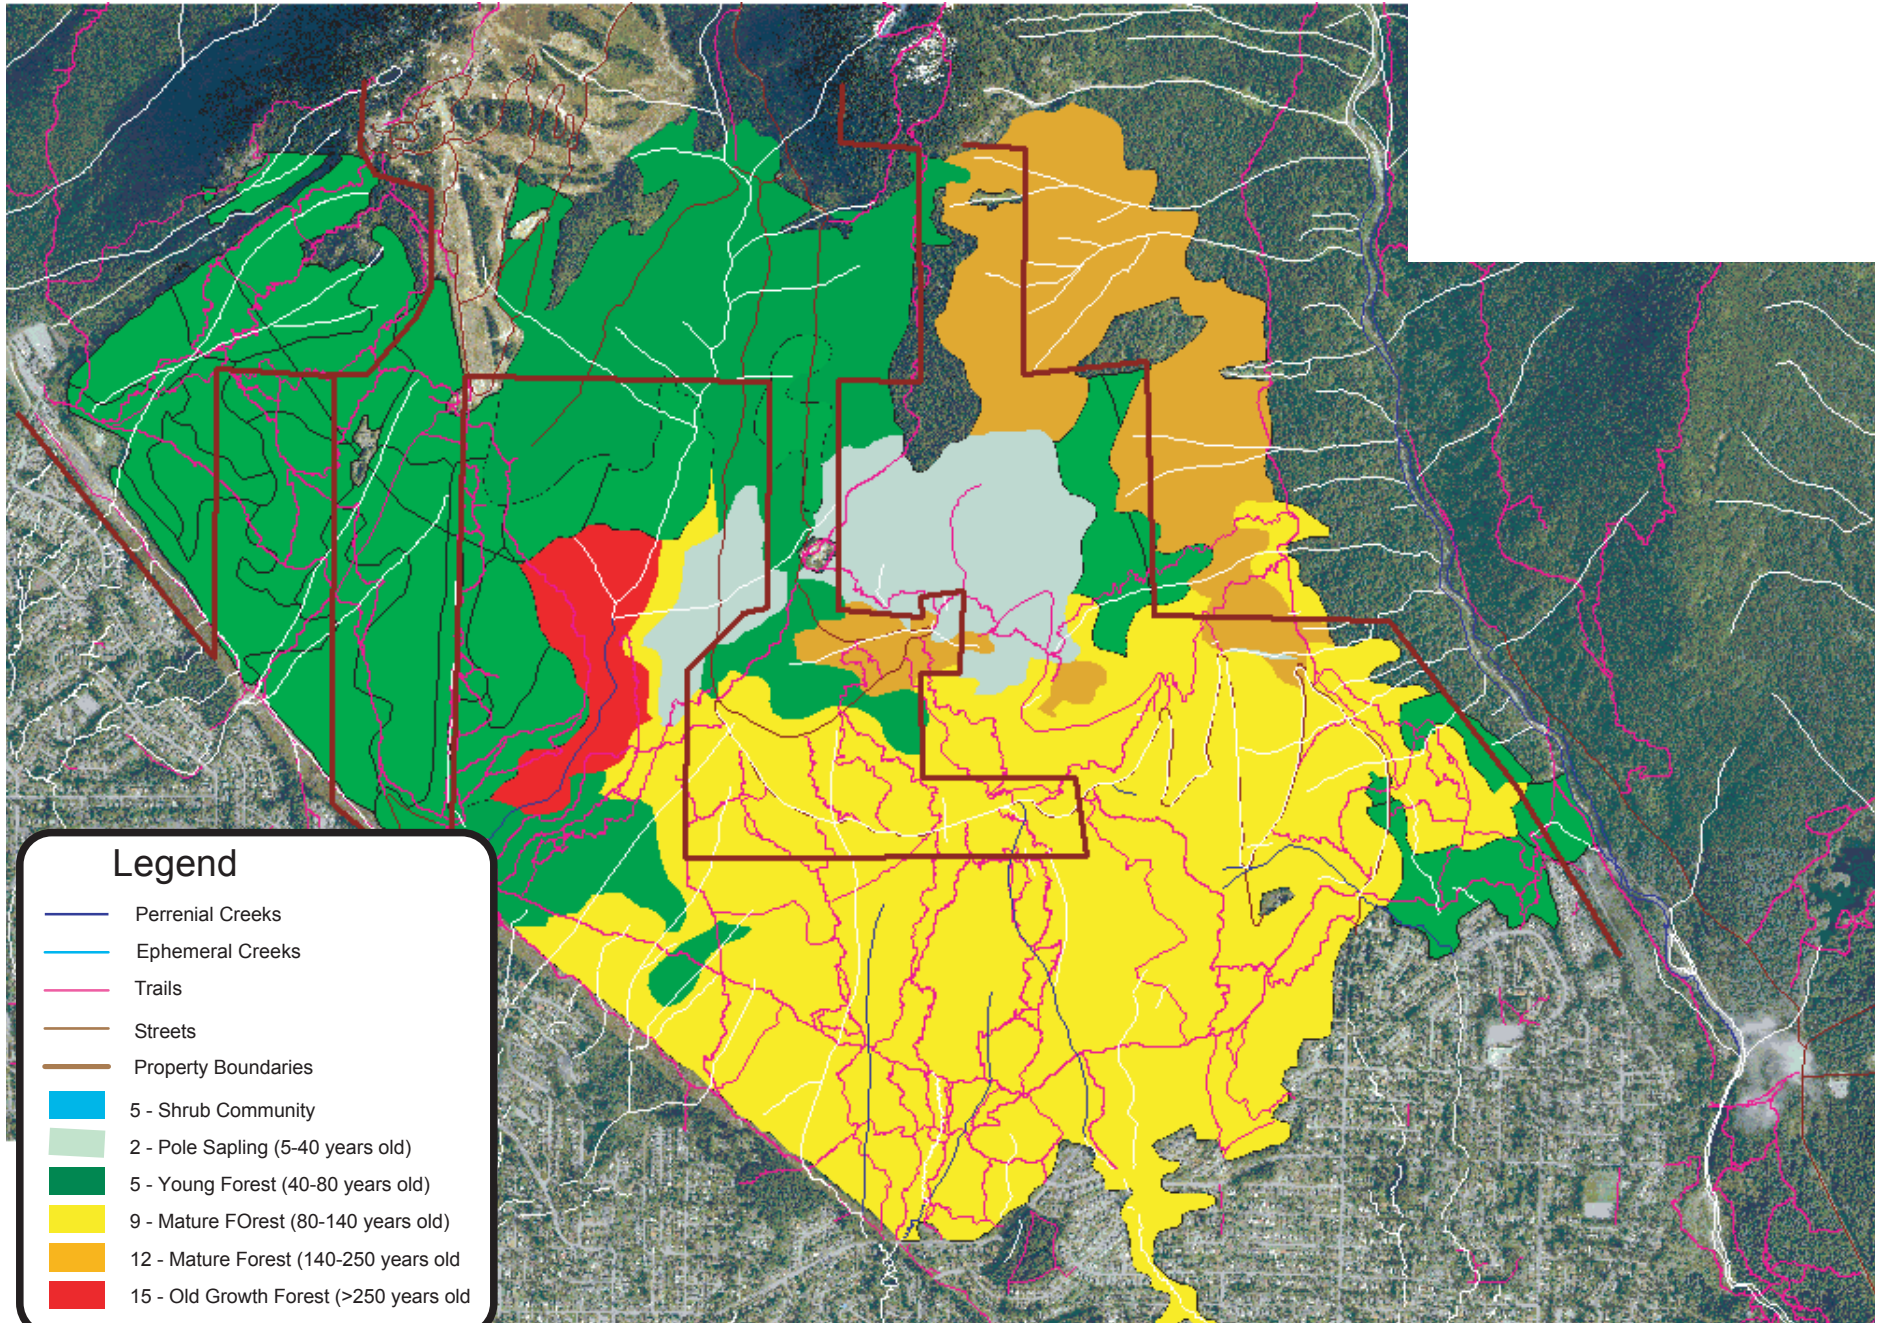 Legend
Perrenial Creeks
Ephemeral Creeks
Trails
Streets
Property Boundaries
5 - Shrub Community
2 - Pole Sapling (5-40 years old)
5 - Young Forest (40-80 years old)
9 - Mature FOrest (80-140 years old)
12 - Mature Forest (140-250 years old
15 - Old Growth Forest (>250 years old